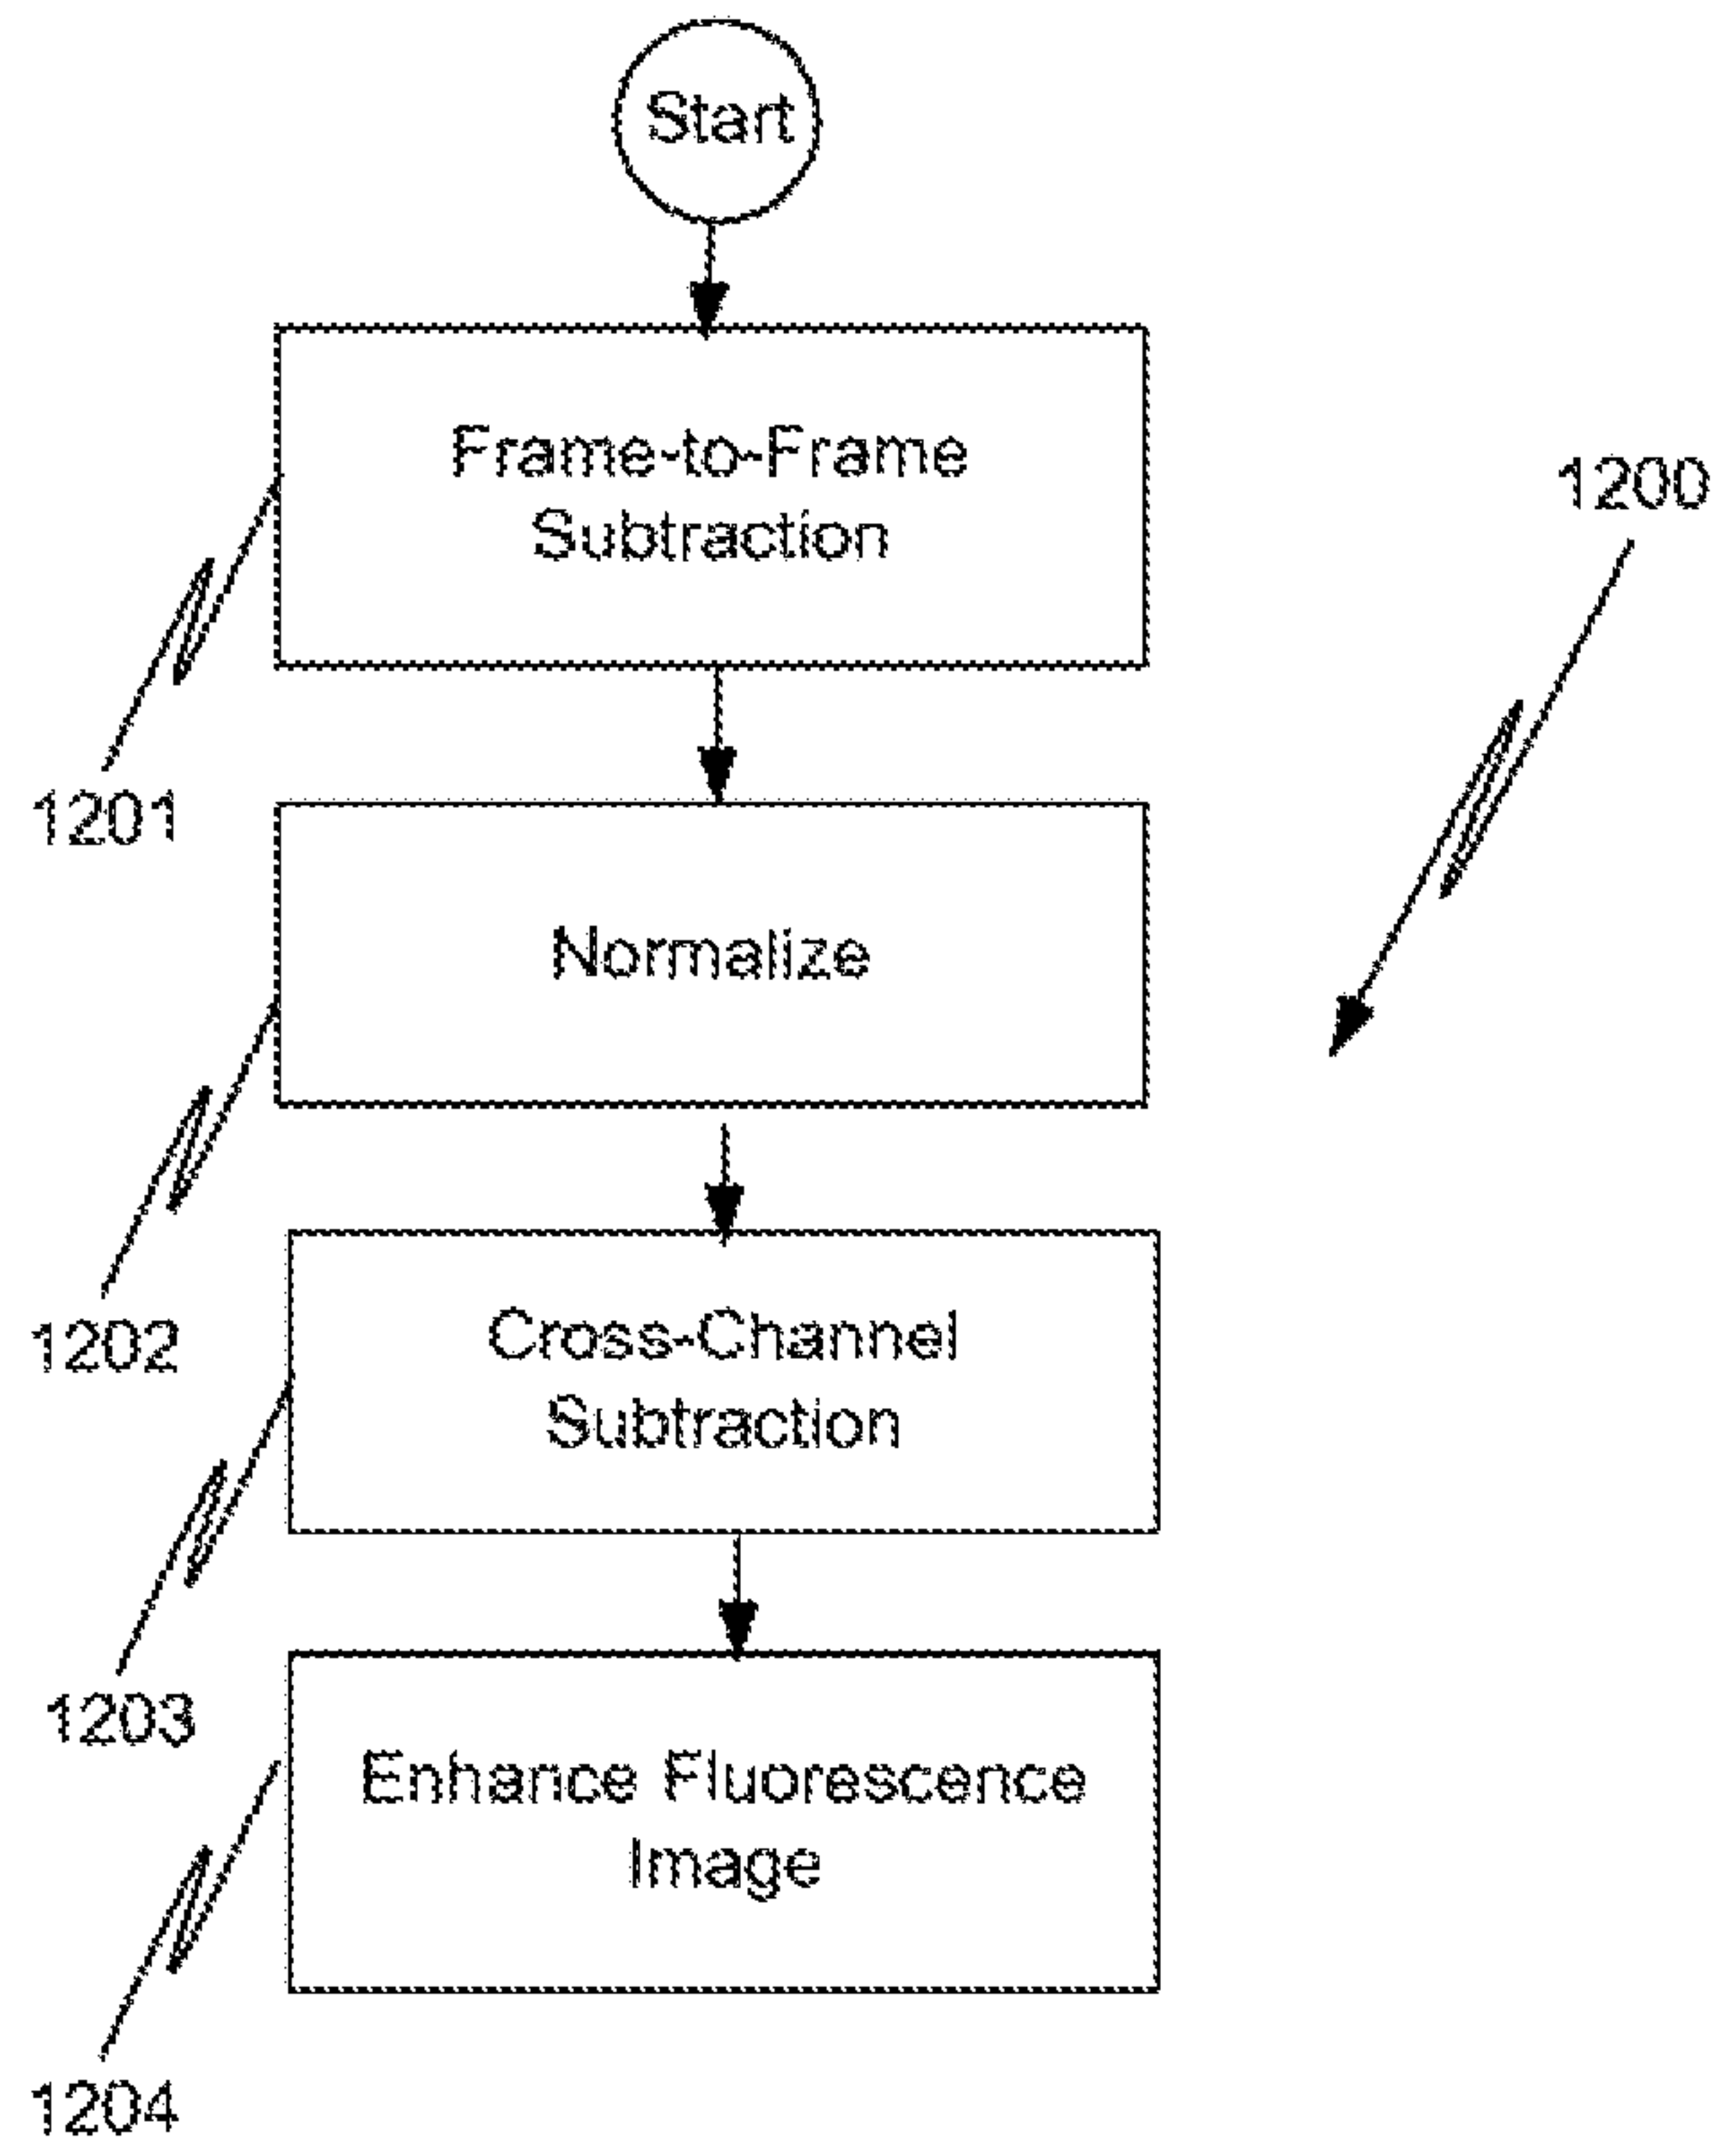 Start
Frame-to-Frame
Subtraction
1200
1201
Normalize
1202
Cross-Channel
Subtraction
1203
Enhance Fluorescence
Image
1204